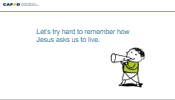 CAFOD
Let's try hard to remember how
Jesus asks us to live.